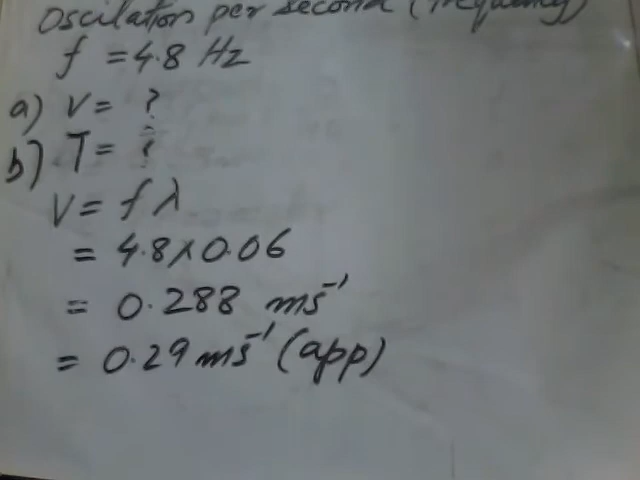 Oscilation per second (frequency)
f = 4.8 Hz
a) V = ?
b) T = ?
V = f λ
= 4.8 x 0.06
= 0.288 ms⁻¹
= 0.29 ms⁻¹ (app)